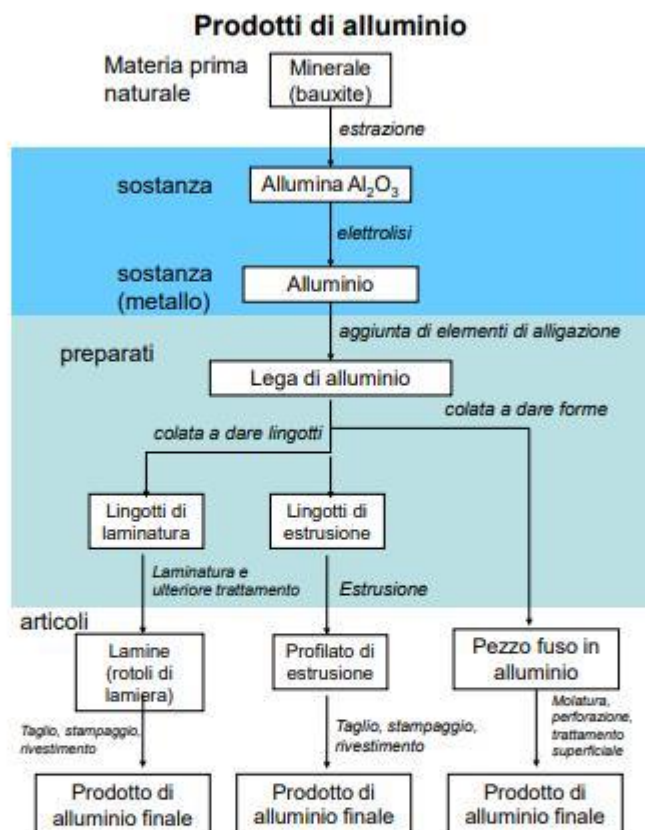 Prodotti di alluminio
Materia prima
naturale
Minerale
(bauxite)
estrazione
sostanza
Allumina Al₂O₃
elettrolisi
sostanza
(metallo)
Alluminio
aggiunta di elementi di alligazione
preparati
Lega di alluminio
colata a dare forme
colata a dare lingotti
Lingotti di
laminatura
Lingotti di
estrusione
Laminatura e
ulteriore trattamento
Estrusione
articoli
Lamine
(rotoli di
lamiera)
Profilato di
estrusione
Pezzo fuso in
alluminio
Taglio, stampaggio,
rivestimento
Taglio, stampaggio,
rivestimento
Molatura,
perforazione,
trattamento
superficiale
Prodotto di
alluminio finale
Prodotto di
alluminio finale
Prodotto di
alluminio finale